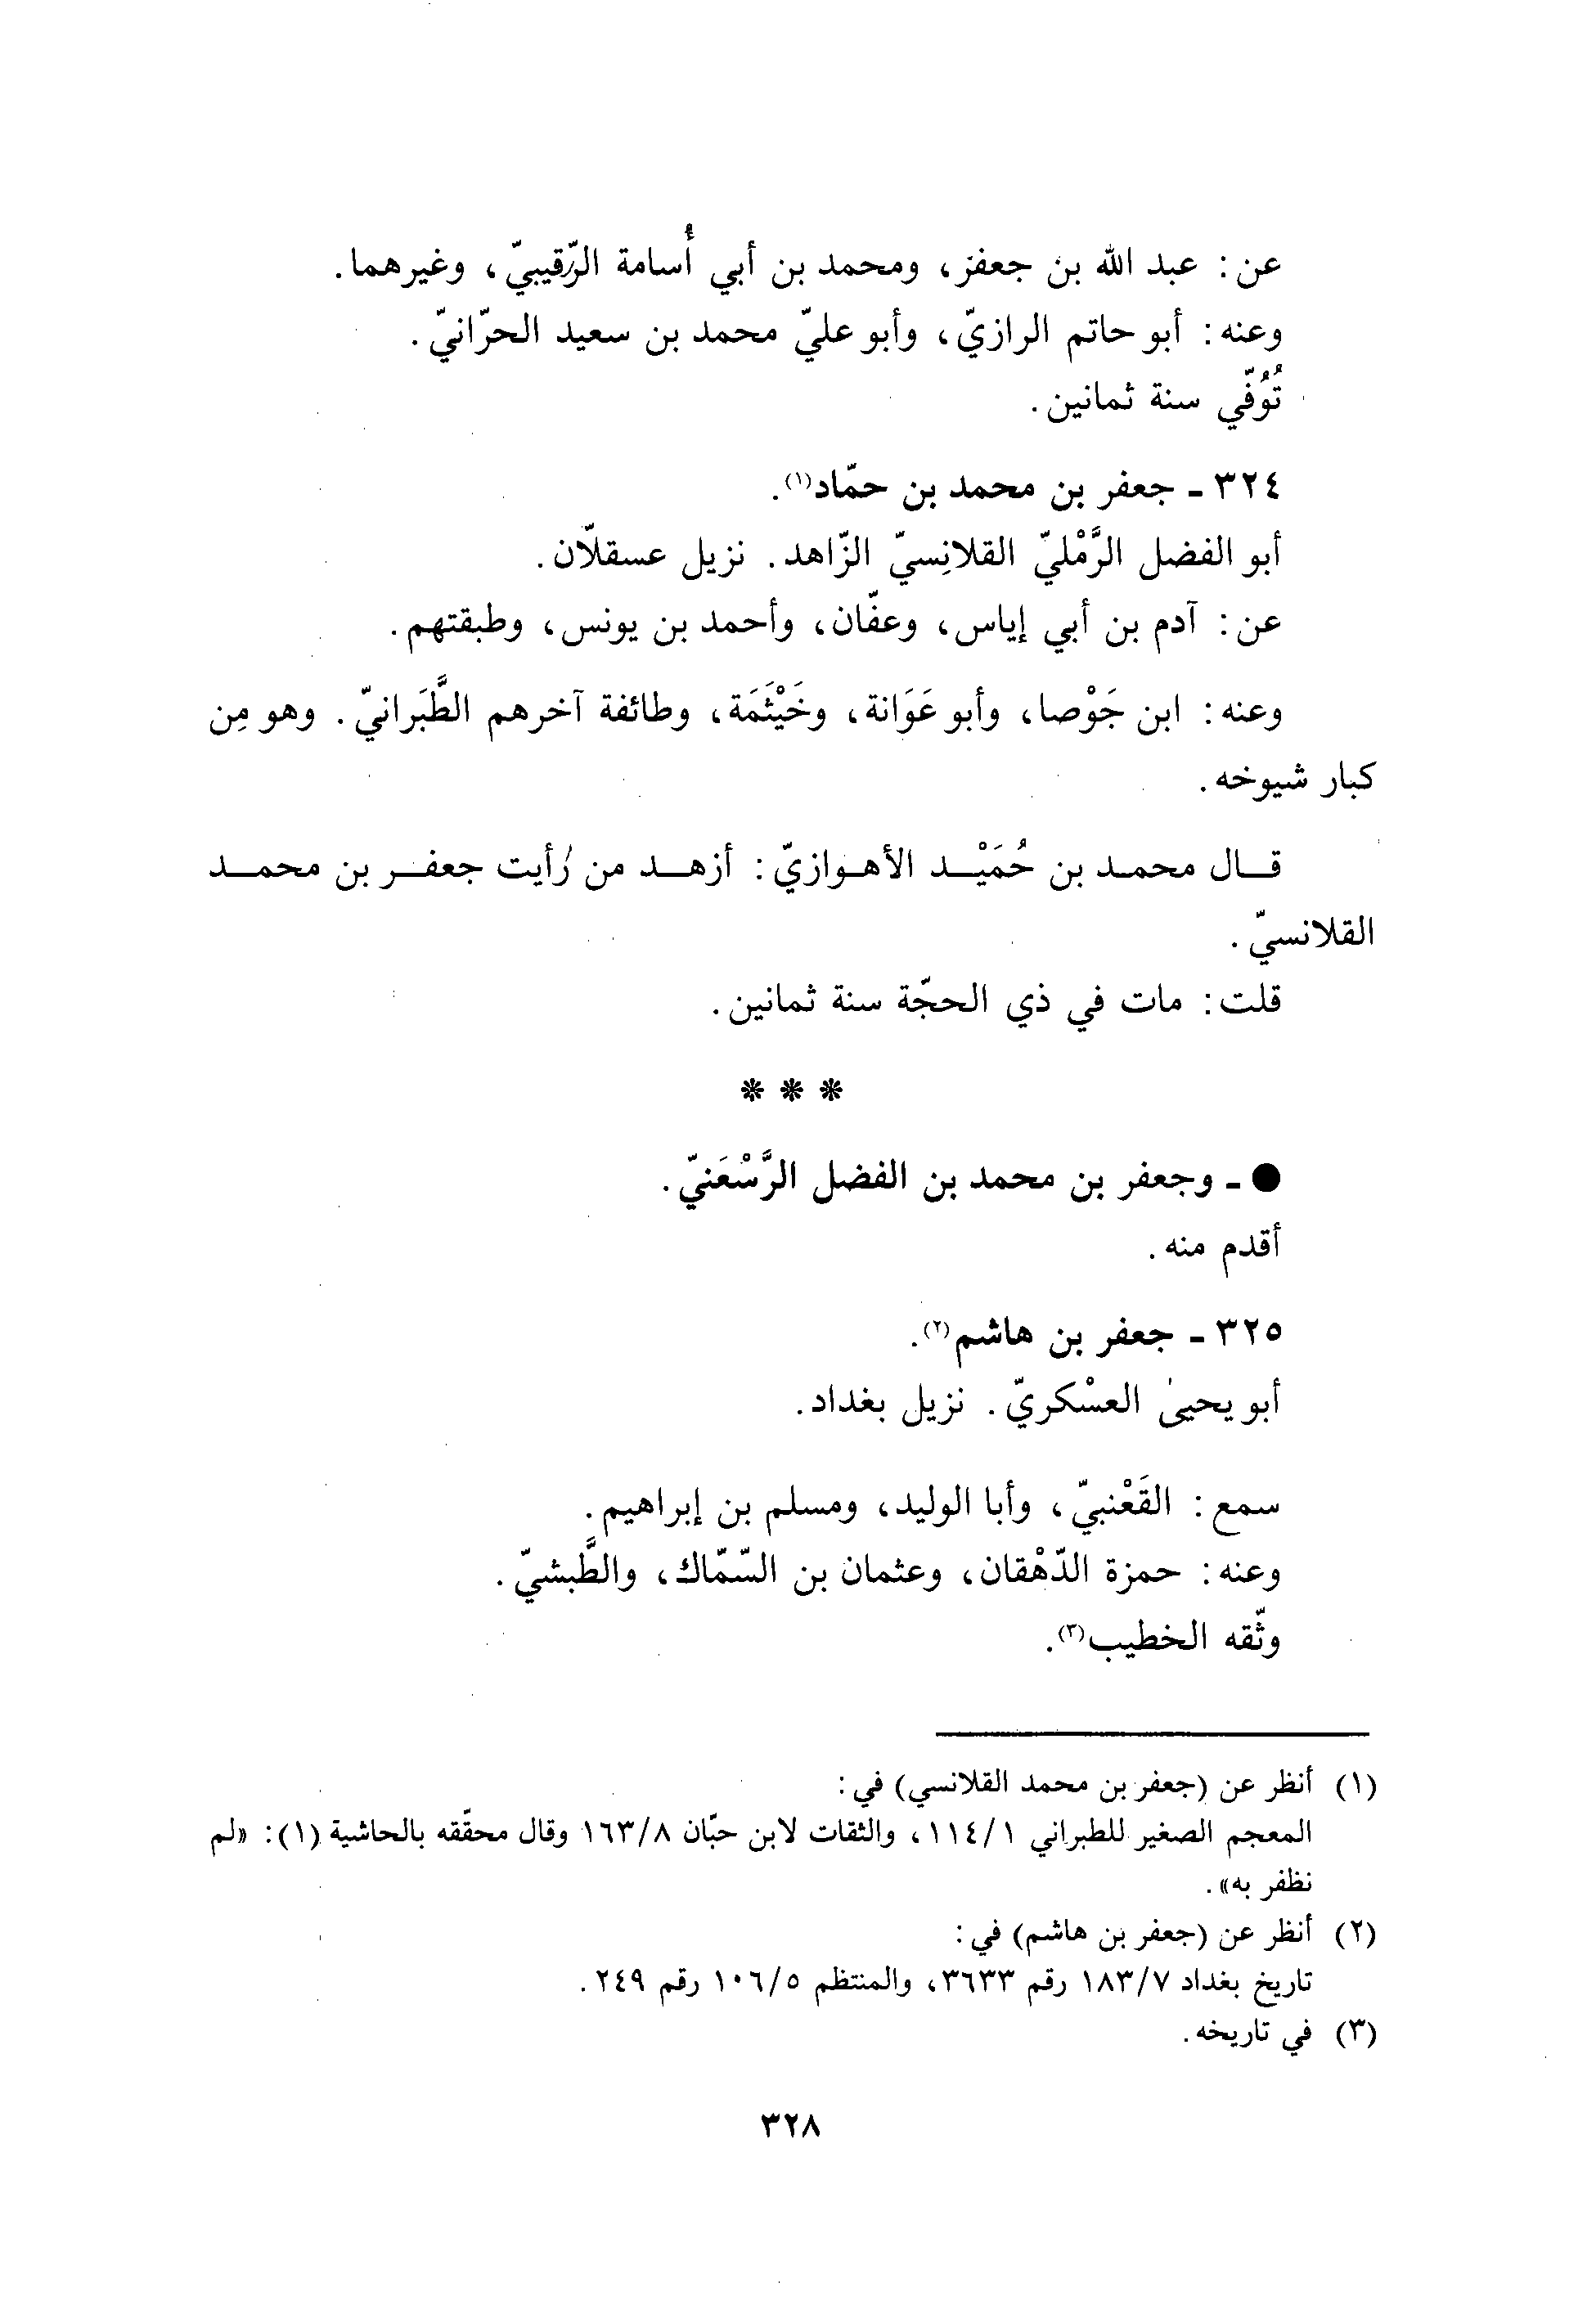 عن: عبد الله بن جعفر، ومحمد بن أبي أُسامة الرّقيبيّ، وغيرهما.
وعنه: أبو حاتم الرازيّ، وأبو عليّ محمد بن سعيد الحرّانيّ.
تُوُفّي سنة ثمانين.
٣٢٤ - جعفر بن محمد بن حمّاد(١).
أبو الفضل الرَّمْليّ القلانِسيّ الزّاهد. نزيل عسقلّان.
عن: آدم بن أبي إياس، وعفّان، وأحمد بن يونس، وطبقتهم.
وعنه: ابن جَوْصا، وأبو عَوَانة، وخَيْثَمَة، وطائفة آخرهم الطَّبَرانيّ. وهو مِن
كبار شيوخه.
قال محمد بن حُمَيْد الأهوازيّ: أزهد من رأيت جعفر بن محمد
القلانسيّ.
قلت: مات في ذي الحجّة سنة ثمانين.
* * *
● - وجعفر بن محمد بن الفضل الرَّسْعَنيّ.
أقدم منه.
٣٢٥ - جعفر بن هاشم(٢).
أبو يحيىٰ العسْكريّ. نزيل بغداد.
سمع: القَعْنبيّ، وأبا الوليد، ومسلم بن إبراهيم.
وعنه: حمزة الدّهْقان، وعثمان بن السّمّاك، والطَّبشيّ.
وثّقه الخطيب(٣).
(١) أنظر عن (جعفر بن محمد القلانسي) في:
المعجم الصغير للطبراني ١١٤/١، والثقات لابن حبّان ١٦٣/٨ وقال محقّقه بالحاشية (١): «لم
نظفر به».
(٢) أنظر عن (جعفر بن هاشم) في:
تاريخ بغداد ١٨٣/٧ رقم ٣٦٣٣، والمنتظم ١٠٦/٥ رقم ٢٤٩.
(٣) في تاريخه.
٣٢٨